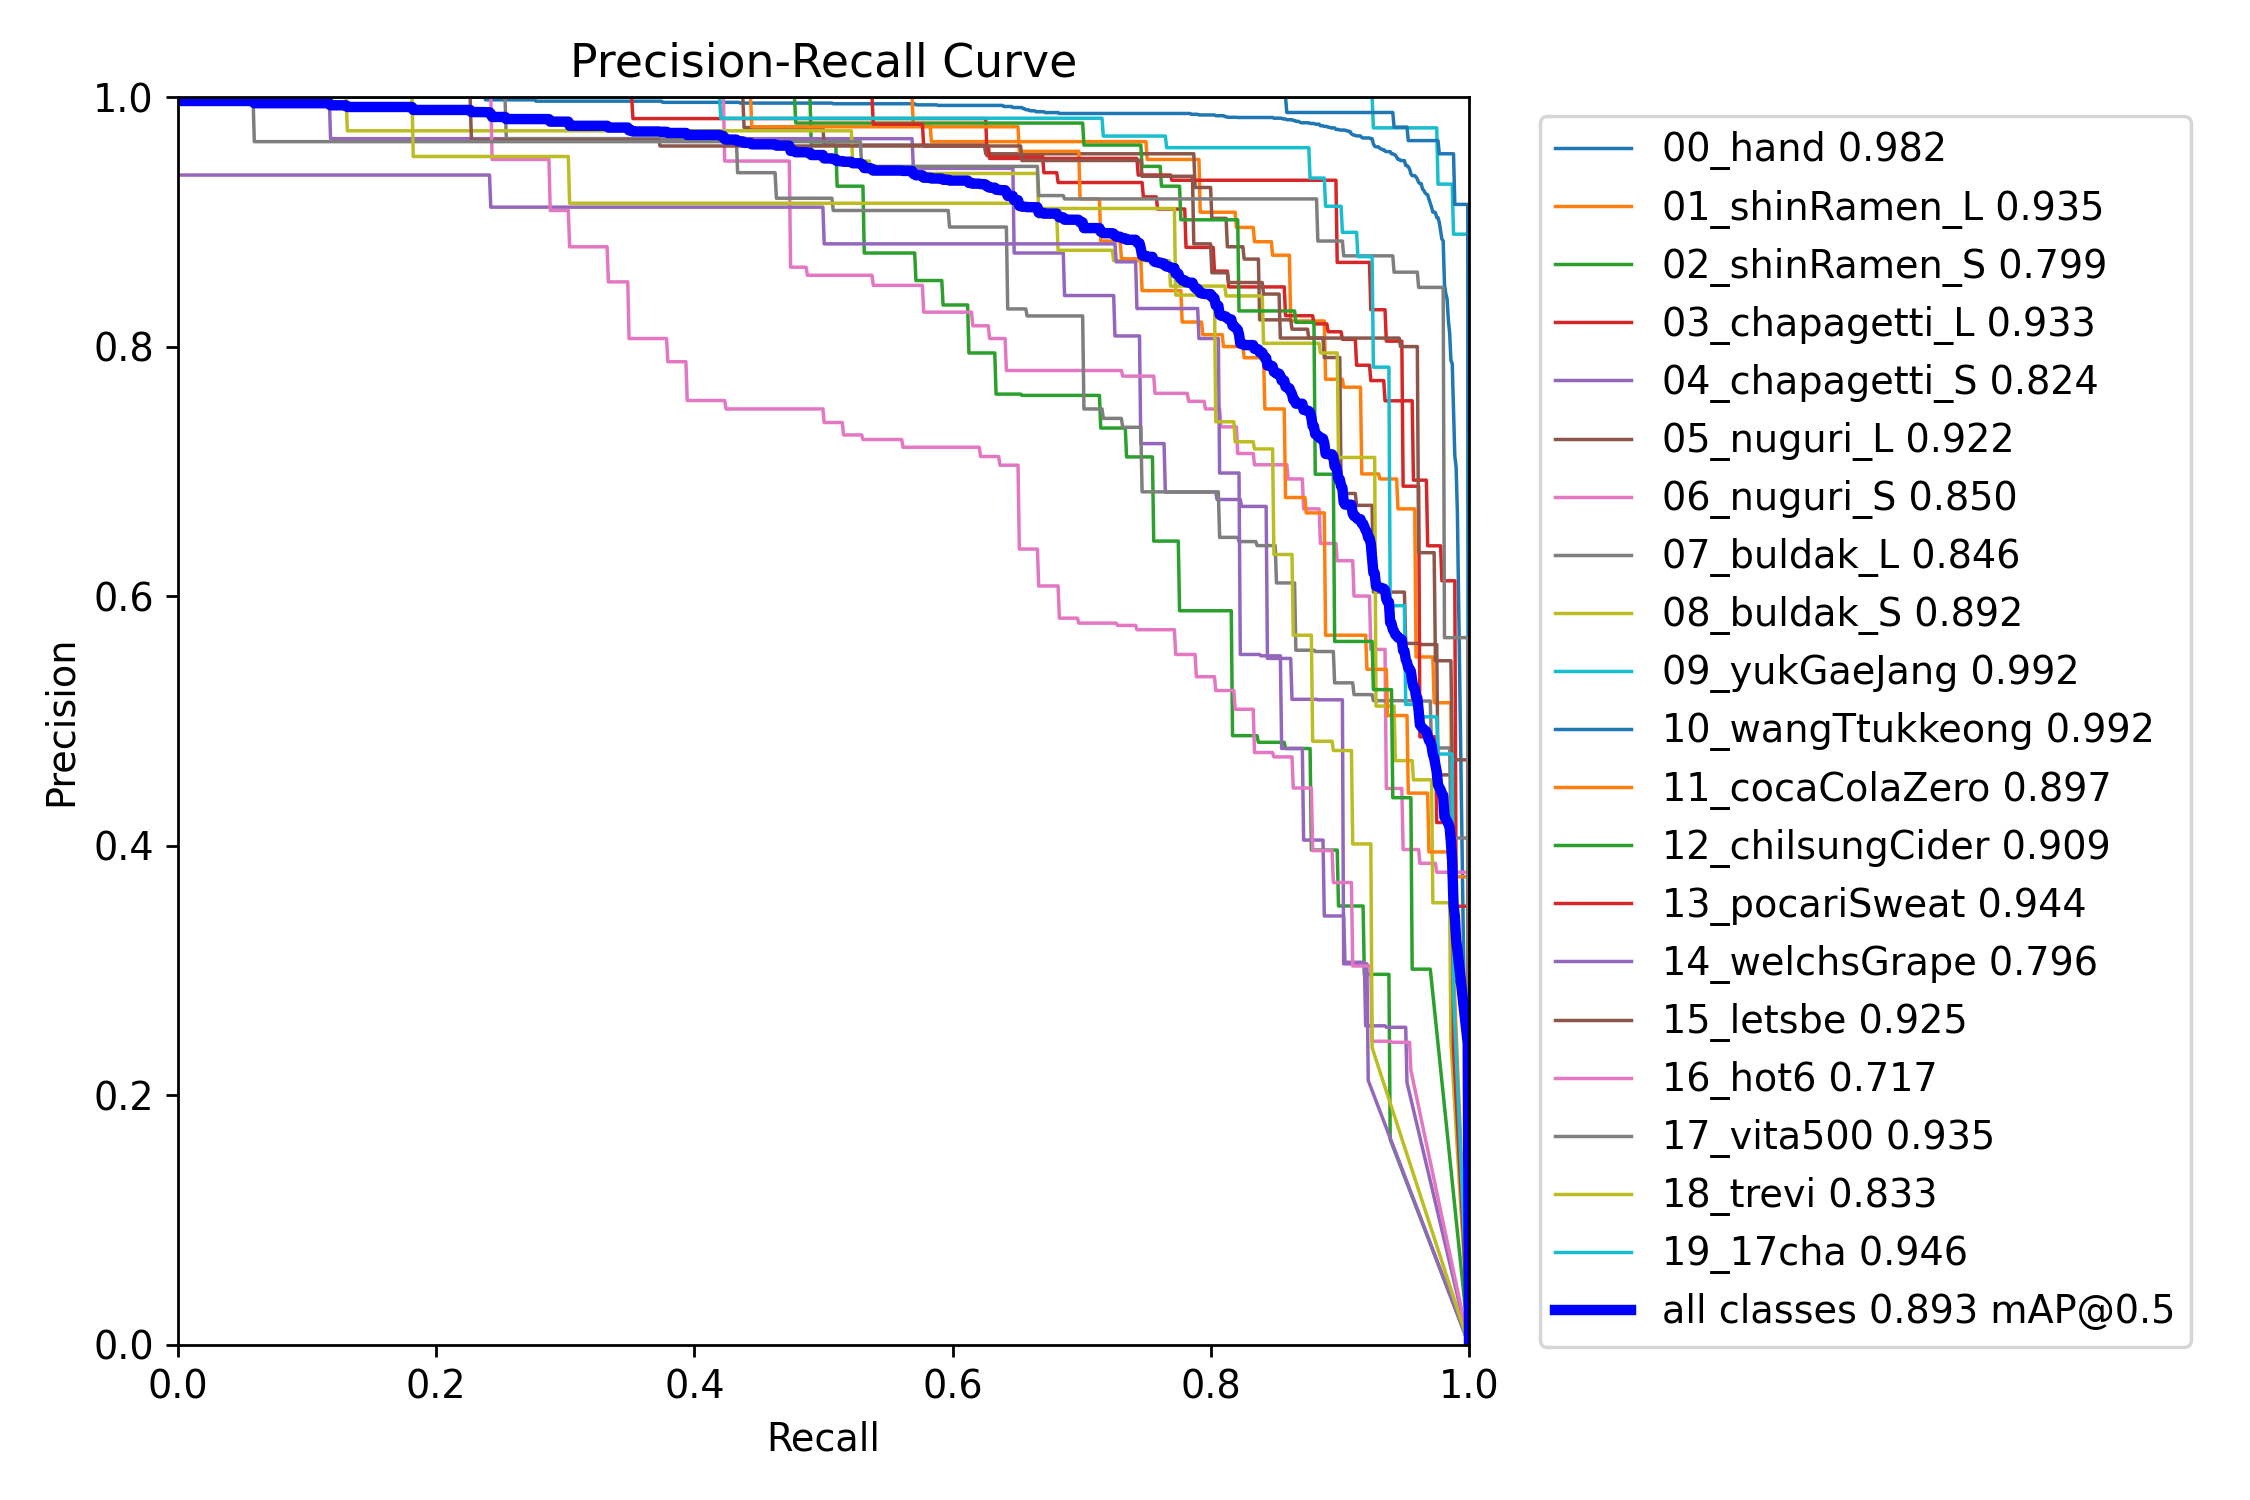 Precision-Recall Curve
1.0
0.8
0.6
0.4
0.2
0.0
Precision
0.0 0.2 0.4 0.6 0.8 1.0
Recall
00_hand 0.982
01_shinRamen_L 0.935
02_shinRamen_S 0.799
03_chapagetti_L 0.933
04_chapagetti_S 0.824
05_nuguri_L 0.922
06_nuguri_S 0.850
07_buldak_L 0.846
08_buldak_S 0.892
09_yukGaeJang 0.992
10_wangTtukkeong 0.992
11_cocaColaZero 0.897
12_chilsungCider 0.909
13_pocariSweat 0.944
14_welchsGrape 0.796
15_letsbe 0.925
16_hot6 0.717
17_vita500 0.935
18_trevi 0.833
19_17cha 0.946
all classes 0.893 mAP@0.5